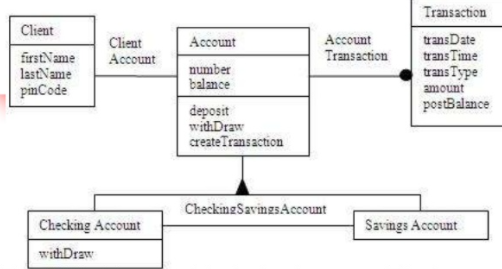 Client
firstName
lastName
pinCode
Client
Account
Account
number
balance
deposit
withDraw
createTransaction
Account
Transaction
Transaction
transDate
transTime
transType
amount
postBalance
CheckingSavingsAccount
Checking Account
withDraw
Savings Account